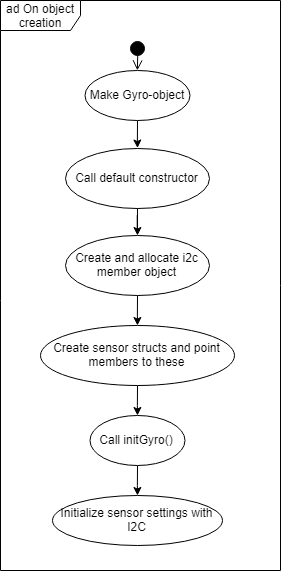 ad On object
creation
Make Gyro-object
Call default constructor
Create and allocate i2c
member object
Create sensor structs and point
members to these
Call initGyro()
Initialize sensor settings with
I2C